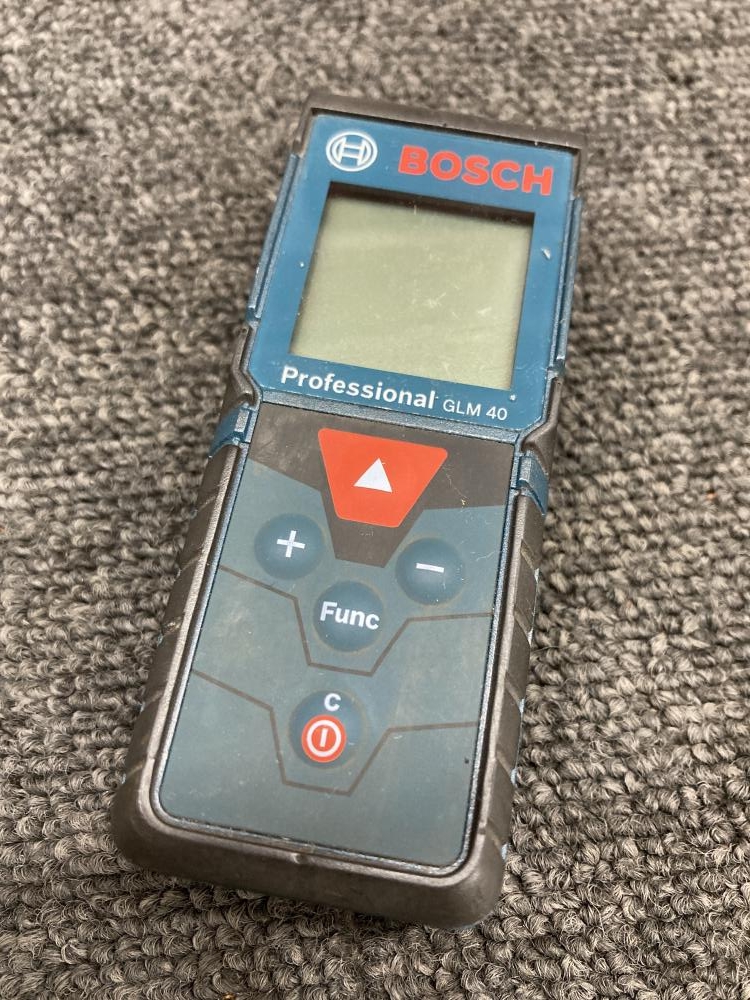 BOSCH
Professional GLM 40
+ −
Func
C